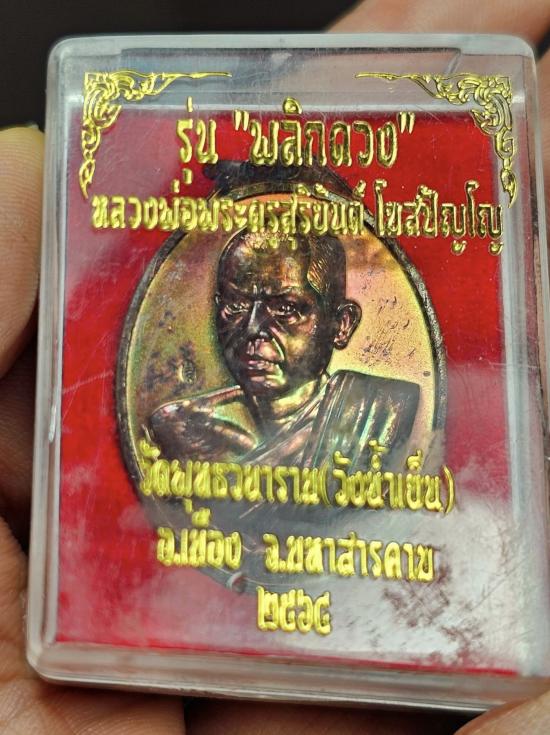 รุ่น "พลิกดวง"
หลวงพ่อพระครูสุริยันต์ โฆสปัญโญ
วัดพุทธวนาราม(วังน้ำเย็น)
อ.เมือง จ.มหาสารคาม
๒๕๖๔